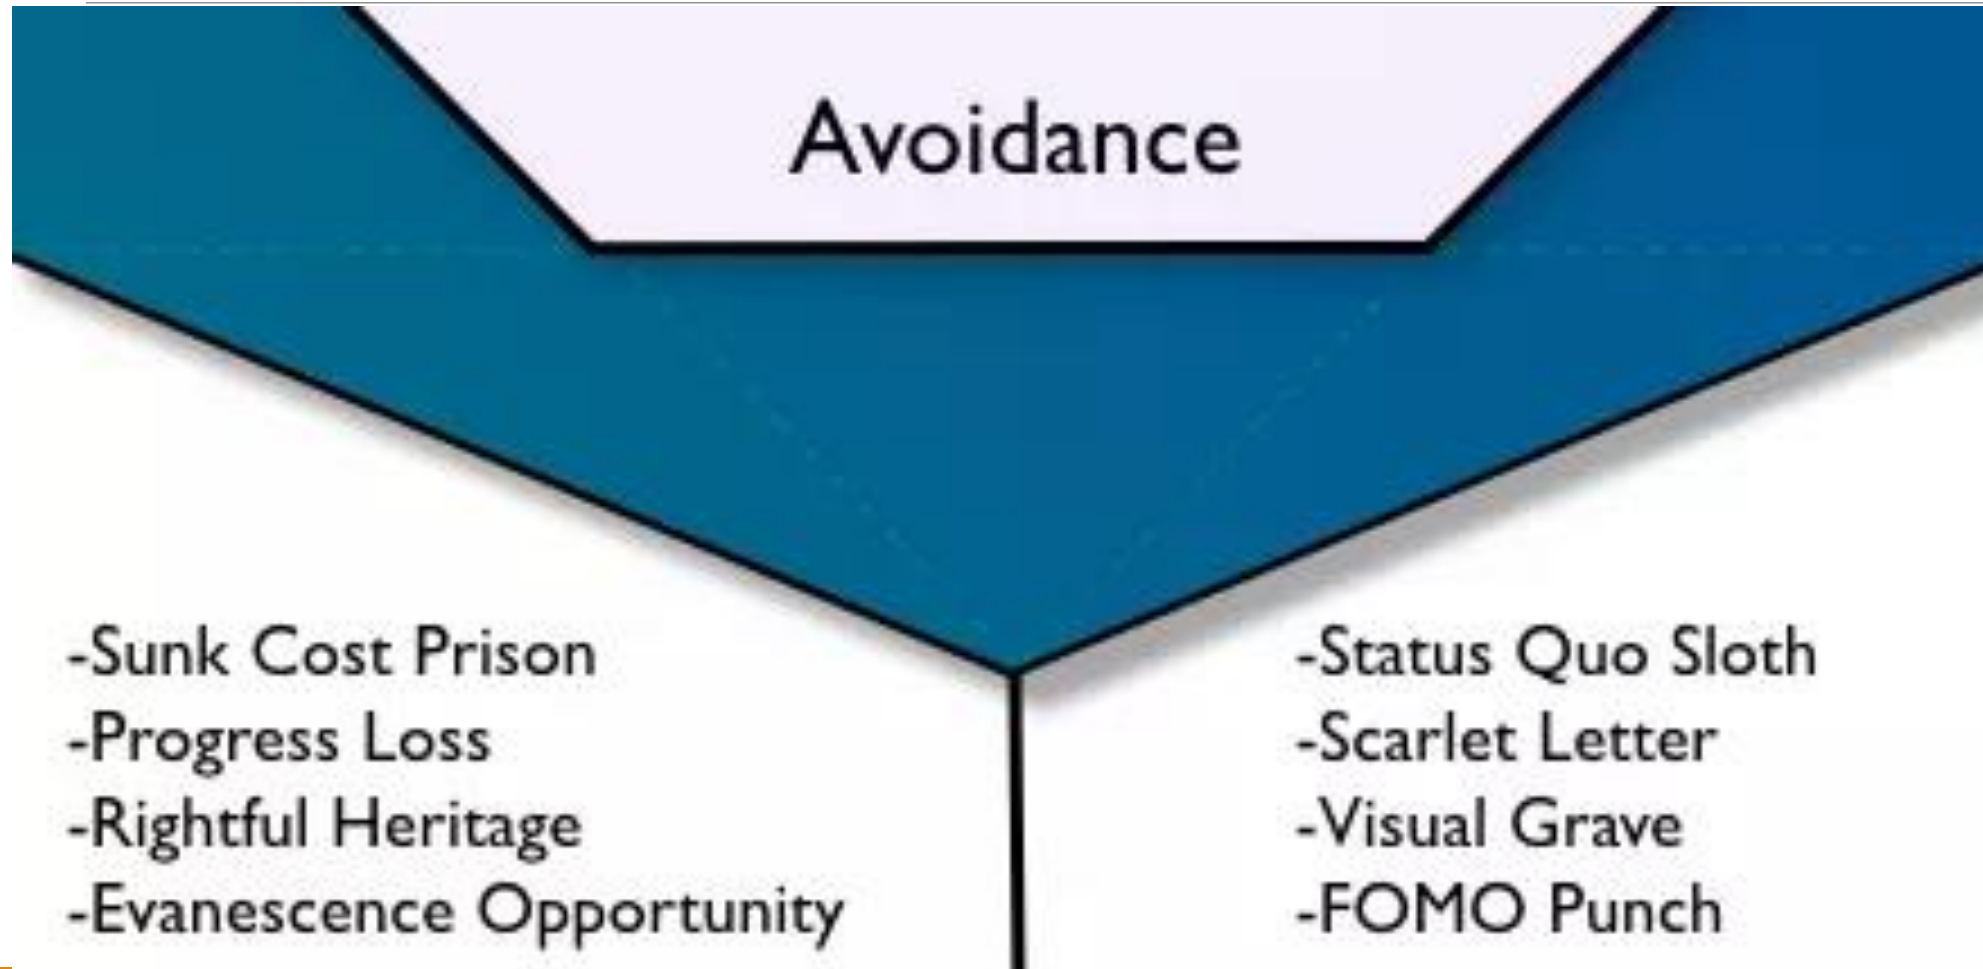 Avoidance
-Sunk Cost Prison
-Progress Loss
-Rightful Heritage
-Evanescence Opportunity
-Status Quo Sloth
-Scarlet Letter
-Visual Grave
-FOMO Punch